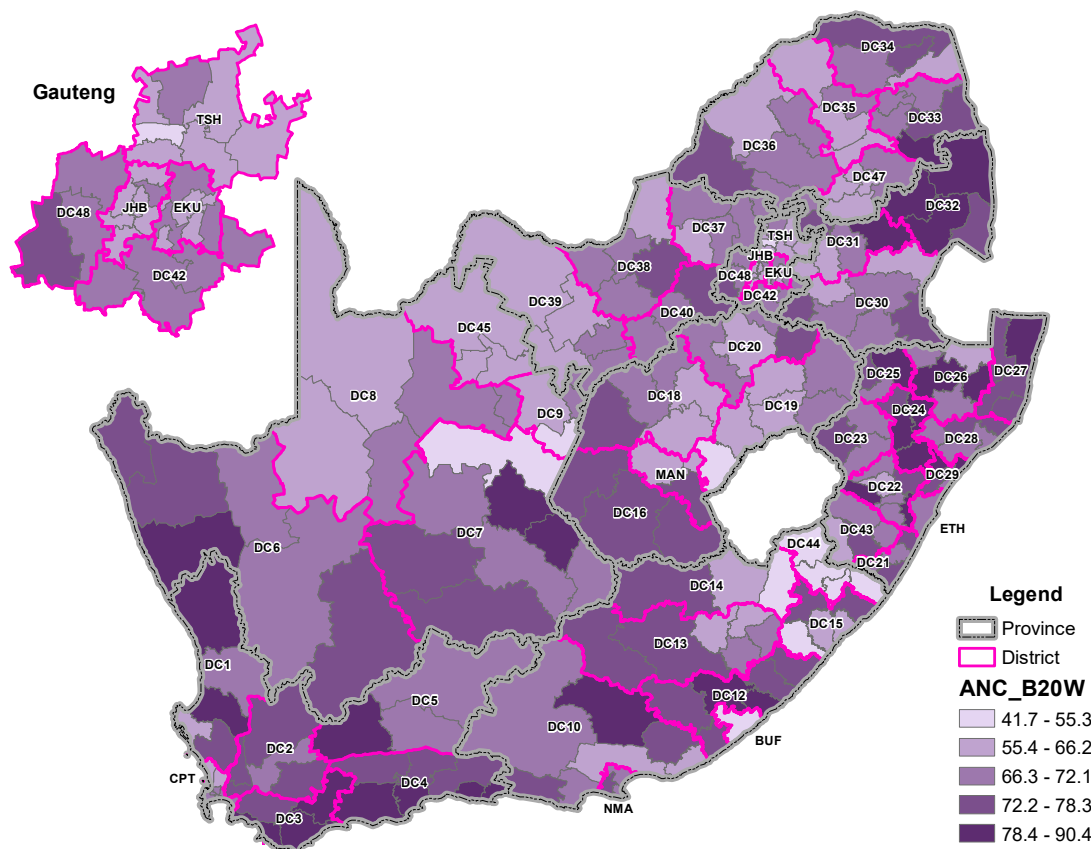 Gauteng
TSH
DC48
JHB
EKU
DC42
DC34
DC35
DC33
DC36
DC47
DC32
DC37
TSH
DC31
JHB
DC38
DC48
EKU
DC42
DC39
DC30
DC40
DC45
DC20
DC25
DC26
DC27
DC8
DC18
DC24
DC9
DC19
DC23
DC28
MAN
DC29
DC22
DC16
ETH
DC7
DC43
DC44
DC6
DC21
DC14
DC15
DC13
DC1
DC12
DC5
DC10
BUF
DC2
CPT
DC4
NMA
DC3
Legend
Province
District
ANC_B20W
41.7 - 55.3
55.4 - 66.2
66.3 - 72.1
72.2 - 78.3
78.4 - 90.4